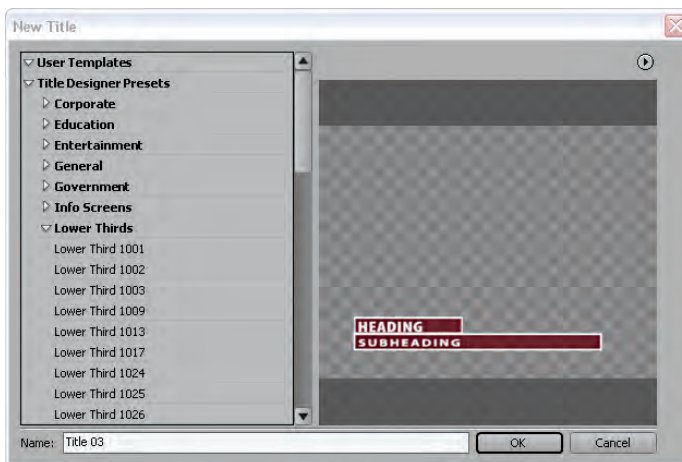 New Title
User Templates
Title Designer Presets
Corporate
Education
Entertainment
General
Government
Info Screens
Lower Thirds
Lower Third 1001
Lower Third 1002
Lower Third 1003
Lower Third 1009
Lower Third 1013
Lower Third 1017
Lower Third 1024
Lower Third 1025
Lower Third 1026
HEADING
SUBHEADING
Name: Title 03
OK
Cancel